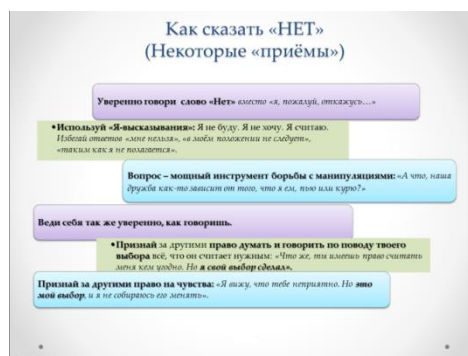 Как сказать «НЕТ»
(Некоторые «приёмы»)
Уверенно говори слово «Нет» вместо «я, пожалуй, откажусь…»
•Используй «Я-высказывания»: Я не буду. Я не хочу. Я считаю.
Избегай ответов «мне нельзя», «в моём положении не следует»,
«таким как я не полагается».
Вопрос – мощный инструмент борьбы с манипуляциями: «А что, наша
дружба как-то зависит от того, что я ем, пью или курю?»
Веди себя так же уверенно, как говоришь.
•Признай за другими право думать и говорить по поводу твоего
выбора всё, что он считает нужным: «Что же, ты имеешь право считать
меня кем угодно. Но я свой выбор сделал».
Признай за другими право на чувства: «Я вижу, что тебе неприятно. Но это
мой выбор, и я не собираюсь его менять».